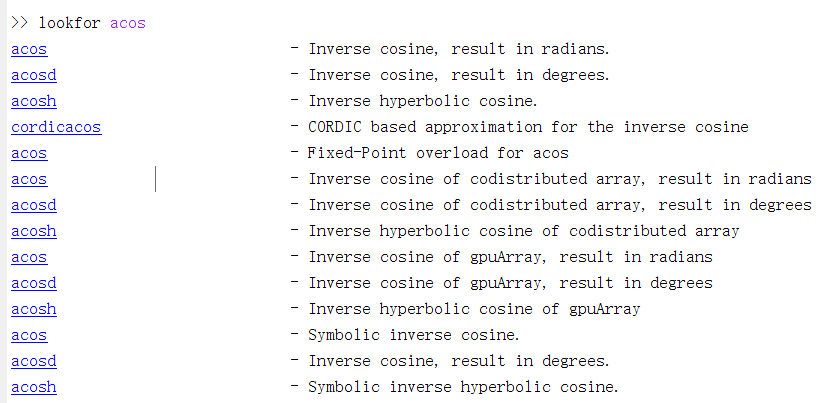 >> lookfor acos
acos - Inverse cosine, result in radians.
acosd - Inverse cosine, result in degrees.
acosh - Inverse hyperbolic cosine.
cordicacos - CORDIC based approximation for the inverse cosine
acos - Fixed-Point overload for acos
acos - Inverse cosine of codistributed array, result in radians
acosd - Inverse cosine of codistributed array, result in degrees
acosh - Inverse hyperbolic cosine of codistributed array
acos - Inverse cosine of gpuArray, result in radians
acosd - Inverse cosine of gpuArray, result in degrees
acosh - Inverse hyperbolic cosine of gpuArray
acos - Symbolic inverse cosine.
acosd - Inverse cosine, result in degrees.
acosh - Symbolic inverse hyperbolic cosine.